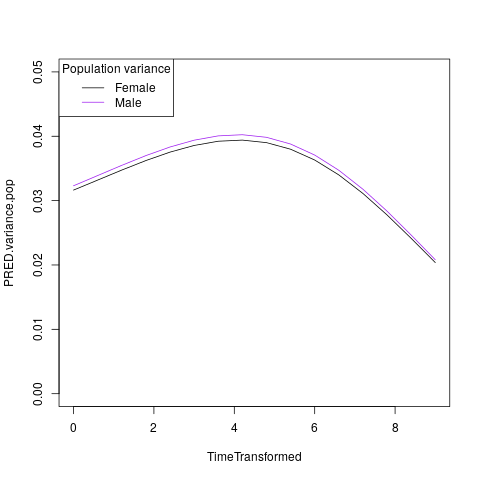 Population variance
Female
Male
PRED.variance.pop
0.05
0.04
0.03
0.02
0.01
0.00
0 2 4 6 8
TimeTransformed